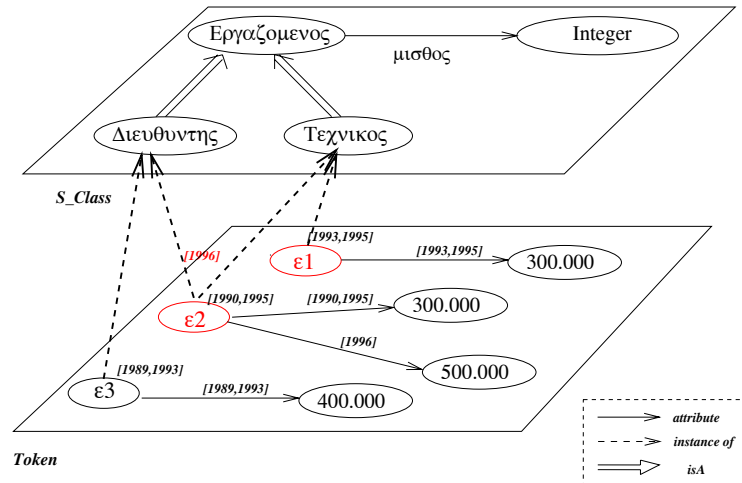 Εργαζομενος
Integer
μισθος
Διευθυντης
Τεχνικος
S_Class
[1993,1995]
[1996]
[1993,1995]
ε1
300.000
[1990,1995]
[1990,1995]
300.000
ε2
[1996]
500.000
[1989,1993]
[1989,1993]
ε3
400.000
attribute
instance of
isA
Token